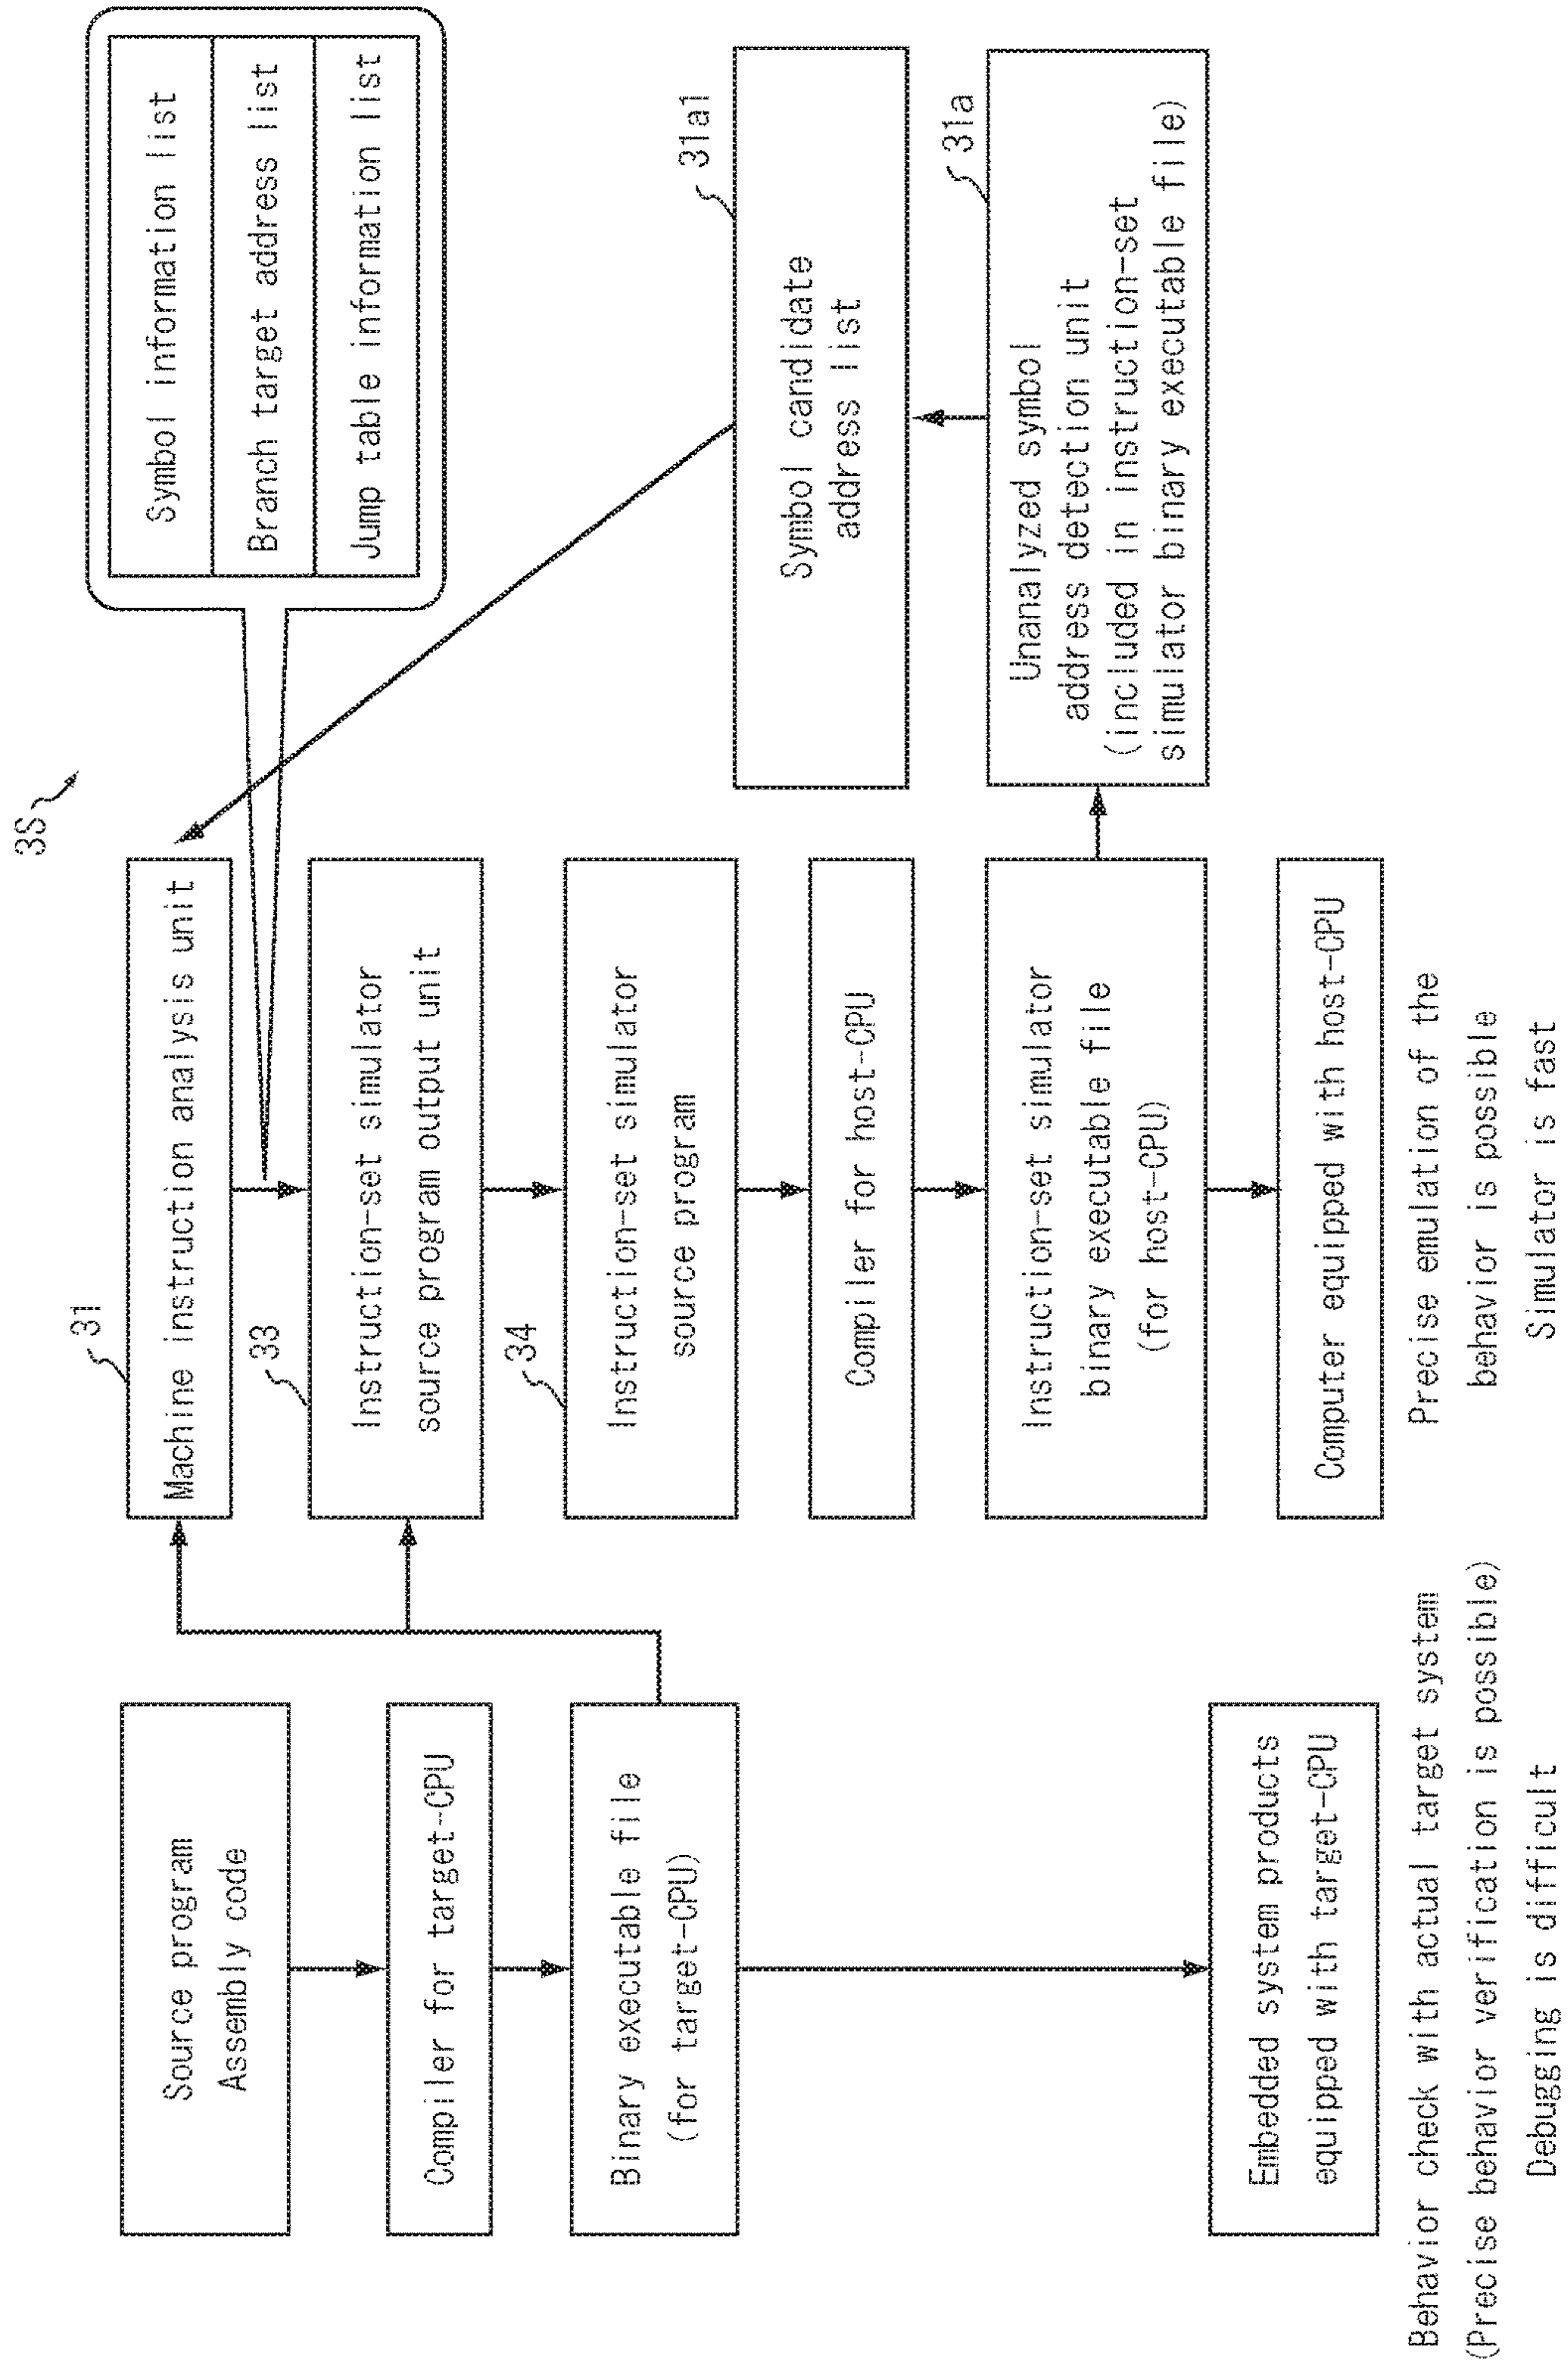 3S
Source program
Assembly code
Compiler for target-CPU
Binary executable file
(for target-CPU)
Embedded system products
equipped with target-CPU
Behavior check with actual target system
(Precise behavior verification is possible)
Debugging is difficult
31
Machine instruction analysis unit
33
Instruction-set simulator
source program output unit
34
Instruction-set simulator
source program
Compiler for host-CPU
Instruction-set simulator
binary executable file
(for host-CPU)
Computer equipped with host-CPU
Precise emulation of the
behavior is possible
Simulator is fast
Symbol information list
Branch target address list
Jump table information list
31a1
Symbol candidate
address list
31a
Unanalyzed symbol
address detection unit
(included in instruction-set
simulator binary executable file)